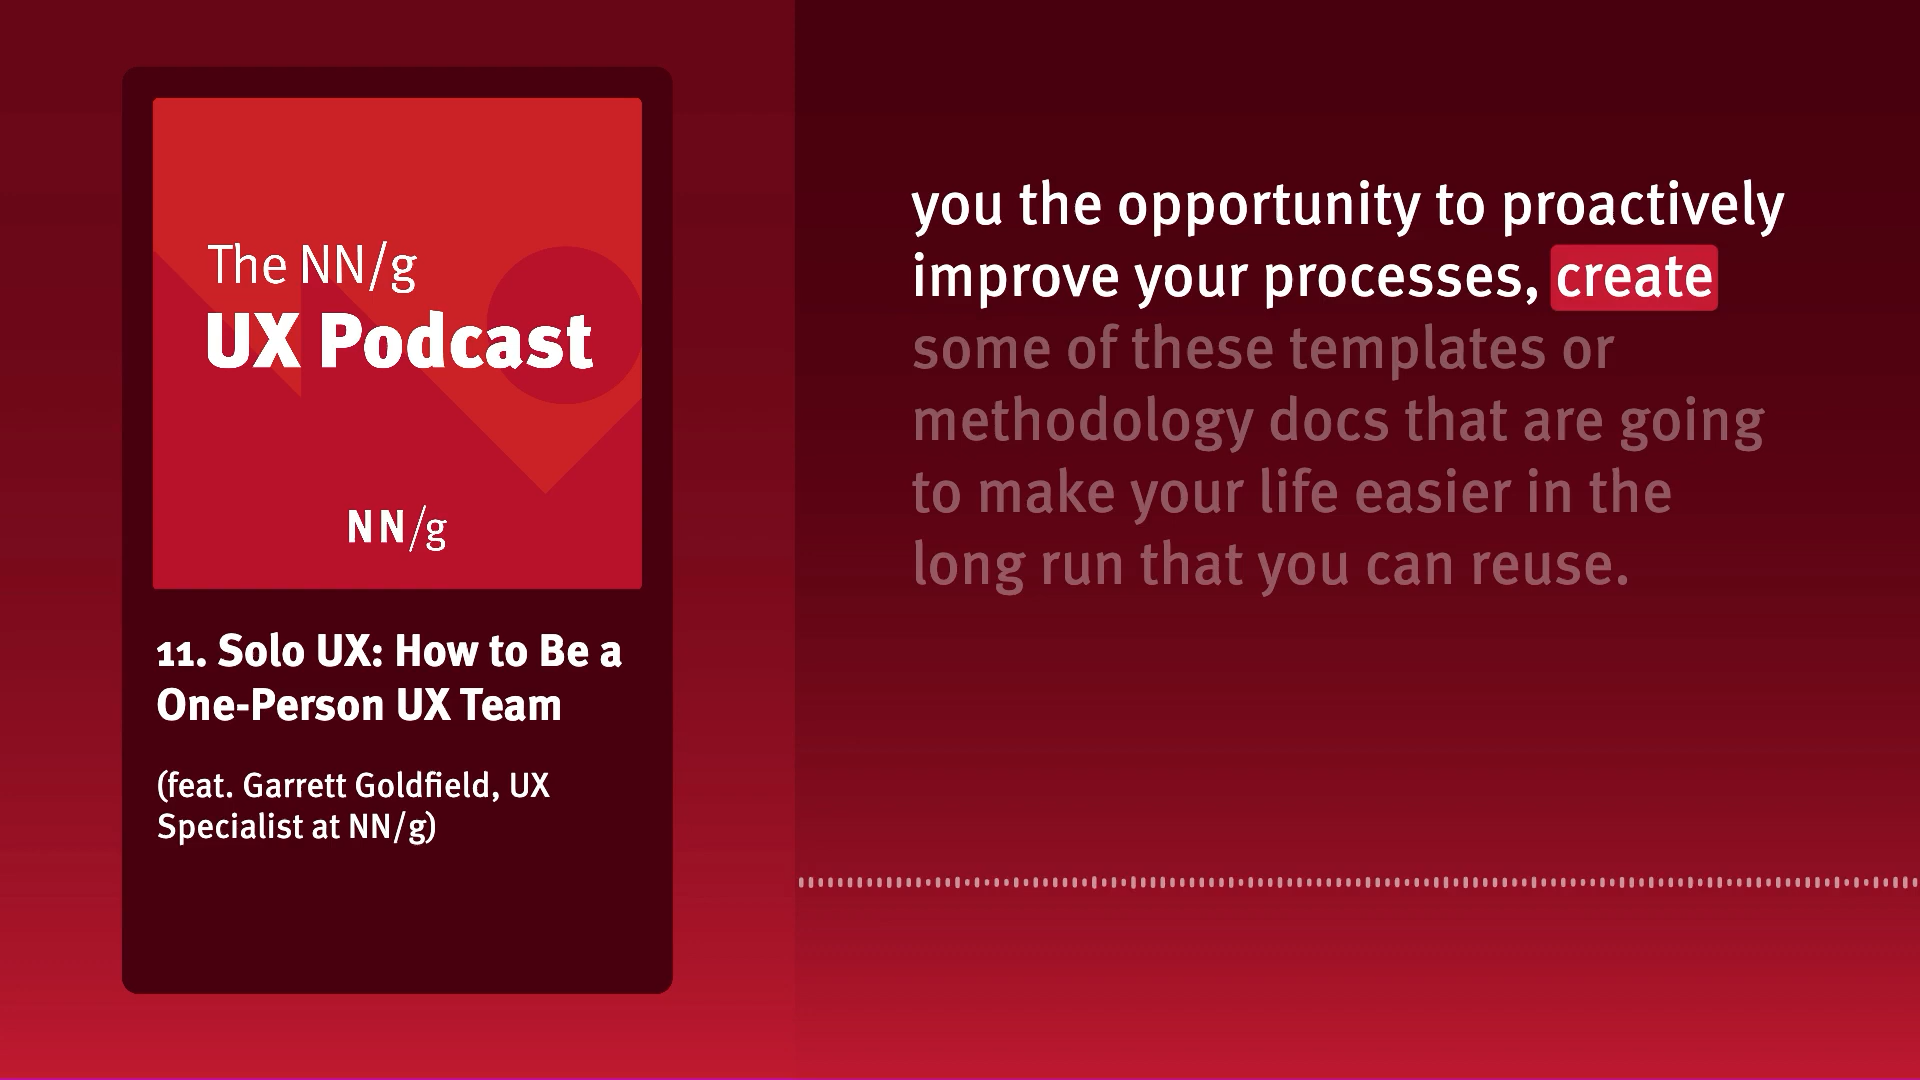 The NN/g
UX Podcast
NN/g
11. Solo UX: How to Be a
One-Person UX Team
(feat. Garrett Goldfield, UX
Specialist at NN/g)
you the opportunity to proactively
improve your processes, create
some of these templates or
methodology docs that are going
to make your life easier in the
long run that you can reuse.